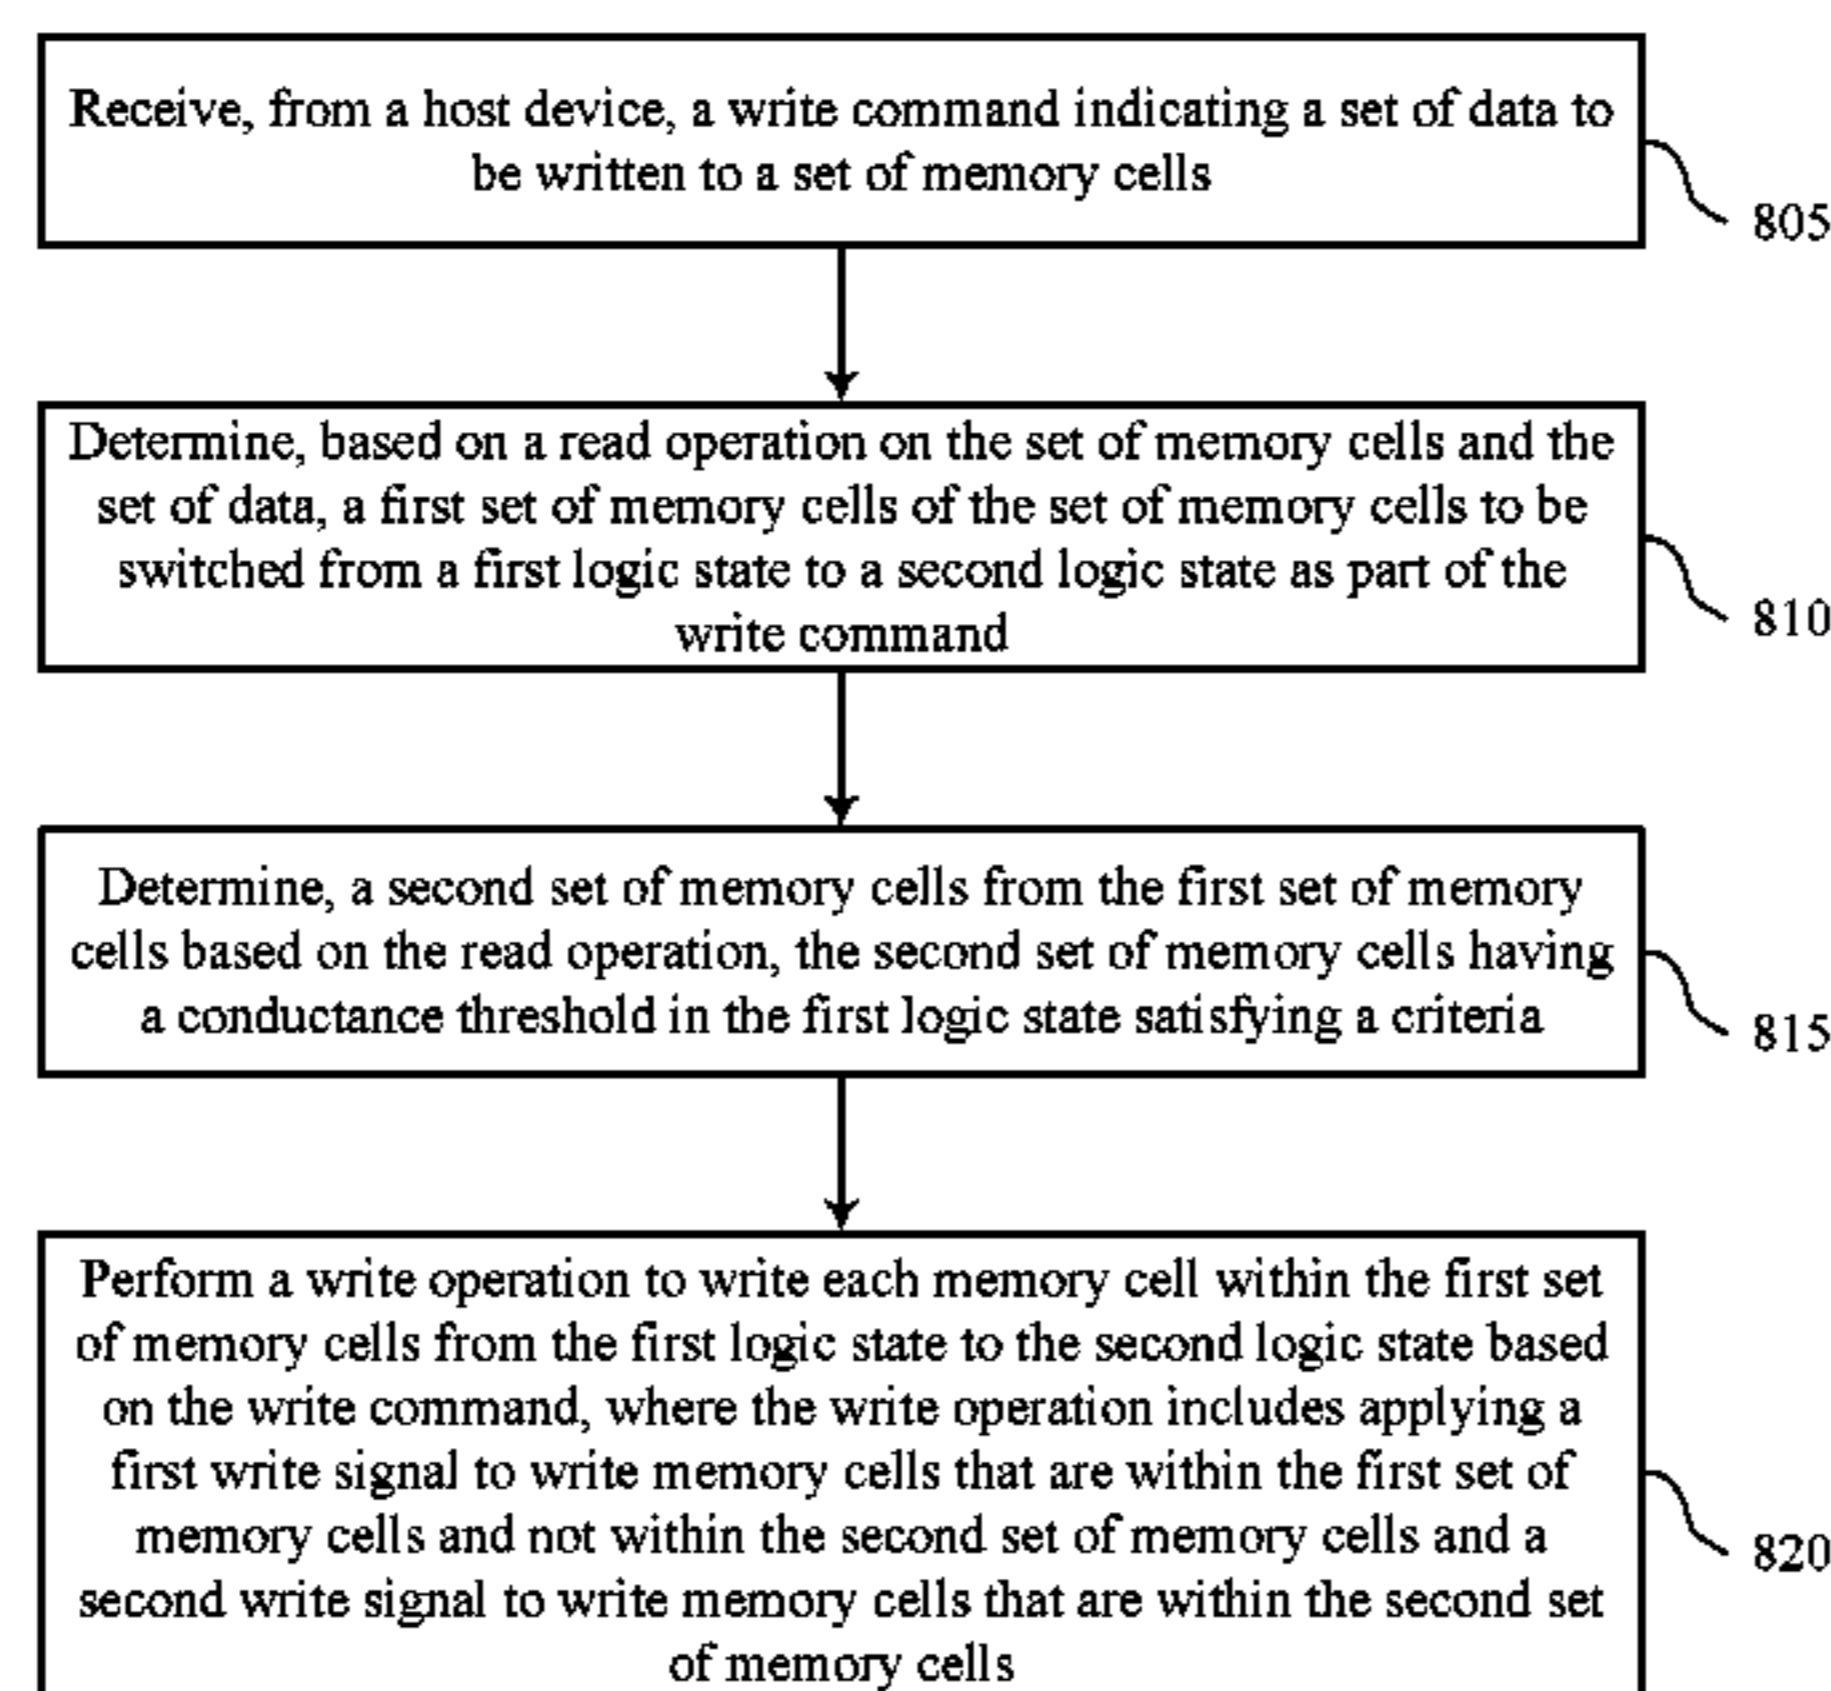 Receive, from a host device, a write command indicating a set of data to
be written to a set of memory cells
805
Determine, based on a read operation on the set of memory cells and the
set of data, a first set of memory cells of the set of memory cells to be
switched from a first logic state to a second logic state as part of the
write command
810
Determine, a second set of memory cells from the first set of memory
cells based on the read operation, the second set of memory cells having
a conductance threshold in the first logic state satisfying a criteria
815
Perform a write operation to write each memory cell within the first set
of memory cells from the first logic state to the second logic state based
on the write command, where the write operation includes applying a
first write signal to write memory cells that are within the first set of
memory cells and not within the second set of memory cells and a
second write signal to write memory cells that are within the second set
of memory cells
820